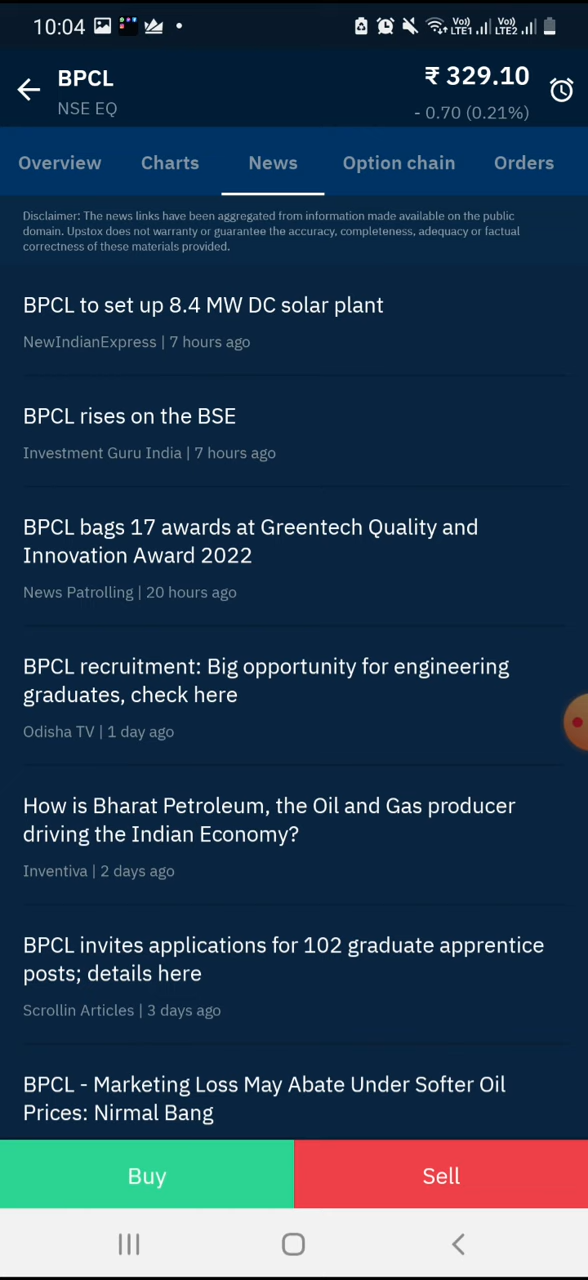 10:04
Vo) LTE1 Vo) LTE2
BPCL
₹ 329.10
NSE EQ
- 0.70 (0.21%)
Overview Charts News Option chain Orders
Disclaimer: The news links have been aggregated from information made available on the public
domain. Upstox does not warranty or guarantee the accuracy, completeness, adequacy or factual
correctness of these materials provided.
BPCL to set up 8.4 MW DC solar plant
NewIndianExpress | 7 hours ago
BPCL rises on the BSE
Investment Guru India | 7 hours ago
BPCL bags 17 awards at Greentech Quality and
Innovation Award 2022
News Patrolling | 20 hours ago
BPCL recruitment: Big opportunity for engineering
graduates, check here
Odisha TV | 1 day ago
How is Bharat Petroleum, the Oil and Gas producer
driving the Indian Economy?
Inventiva | 2 days ago
BPCL invites applications for 102 graduate apprentice
posts; details here
Scrollin Articles | 3 days ago
BPCL - Marketing Loss May Abate Under Softer Oil
Prices: Nirmal Bang
Buy Sell